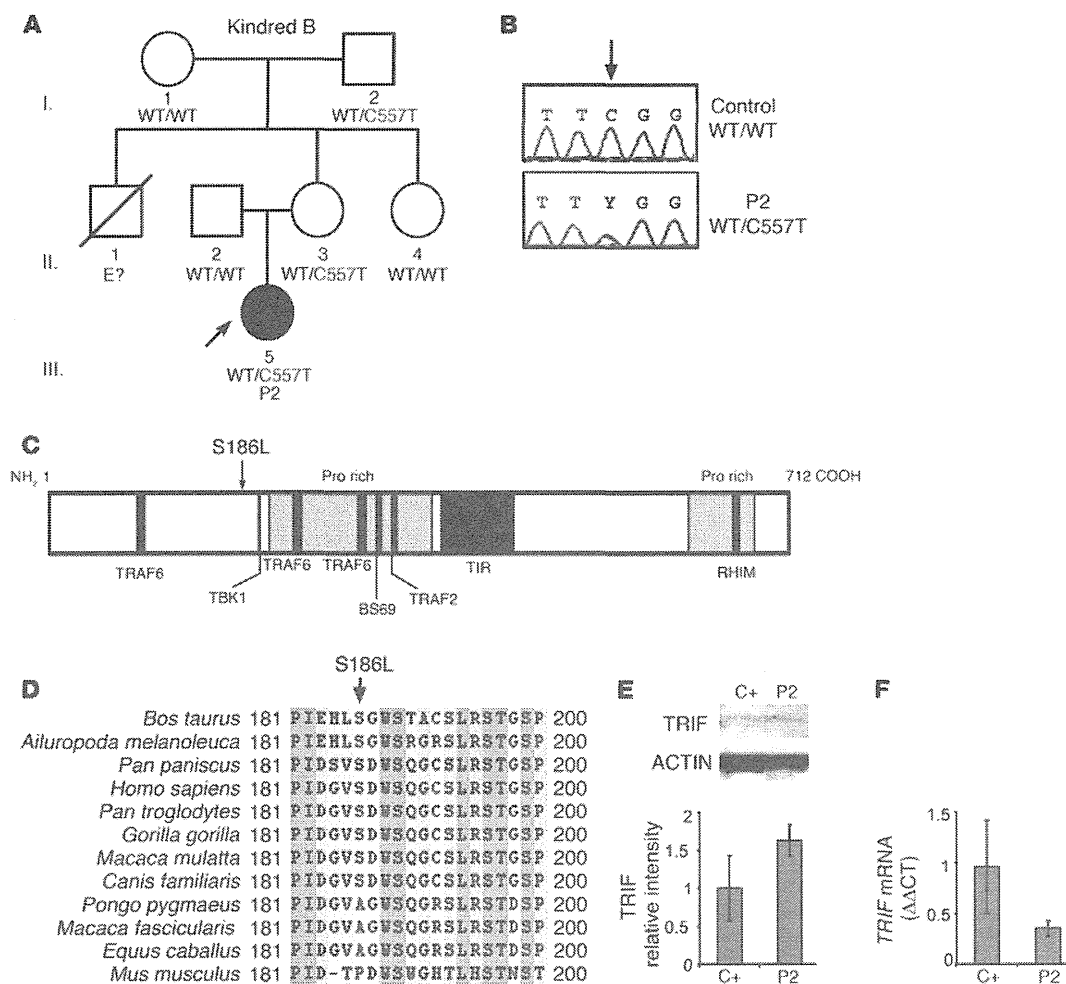 A
Kindred B
I.
1
WT/WT
2
WT/C557T
II.
1
E?
2
WT/WT
3
WT/C557T
4
WT/WT
III.
5
WT/C557T
P2
B
T T C G G
Control
WT/WT
T T Y G G
P2
WT/C557T
C
S186L
NH2 1
Pro rich
Pro rich
712 COOH
TRAF6
TBK1
TRAF6
TRAF6
BS69
TRAF2
TIR
RHIM
D
S186L
Bos taurus 181 PIEHLSGWSTACSLRSTGSP 200
Ailuropoda melanoleuca 181 PIEHLSGWSRGRSLRSTGSP 200
Pan paniscus 181 PIDSVSDWSQGCSLRSTGSP 200
Homo sapiens 181 PIDGVSDWSQGCSLRSTGSP 200
Pan troglodytes 181 PIDGVSDWSQGCSLRSTGSP 200
Gorilla gorilla 181 PIDGVSDWSQGCSLRSTGSP 200
Macaca mulatta 181 PIDGVSDWSQGCSLRSTGSP 200
Canis familiaris 181 PIDGVSDWSQGCSLRSTGSP 200
Pongo pygmaeus 181 PIDGVAGWSQGRSLRSTDSP 200
Macaca fascicularis 181 PIDGVAGWSQGRSLRSTDSP 200
Equus caballus 181 PIDGVAGWSQGRSLRSTDSP 200
Mus musculus 181 PID-TPDWSWGHTLHSTNST 200
E
C+ P2
TRIF
ACTIN
TRIF
relative intensity
2
1.5
1
0.5
0
C+ P2
F
TRIF mRNA
(ΔΔCT)
1.5
1
0.5
0
C+ P2